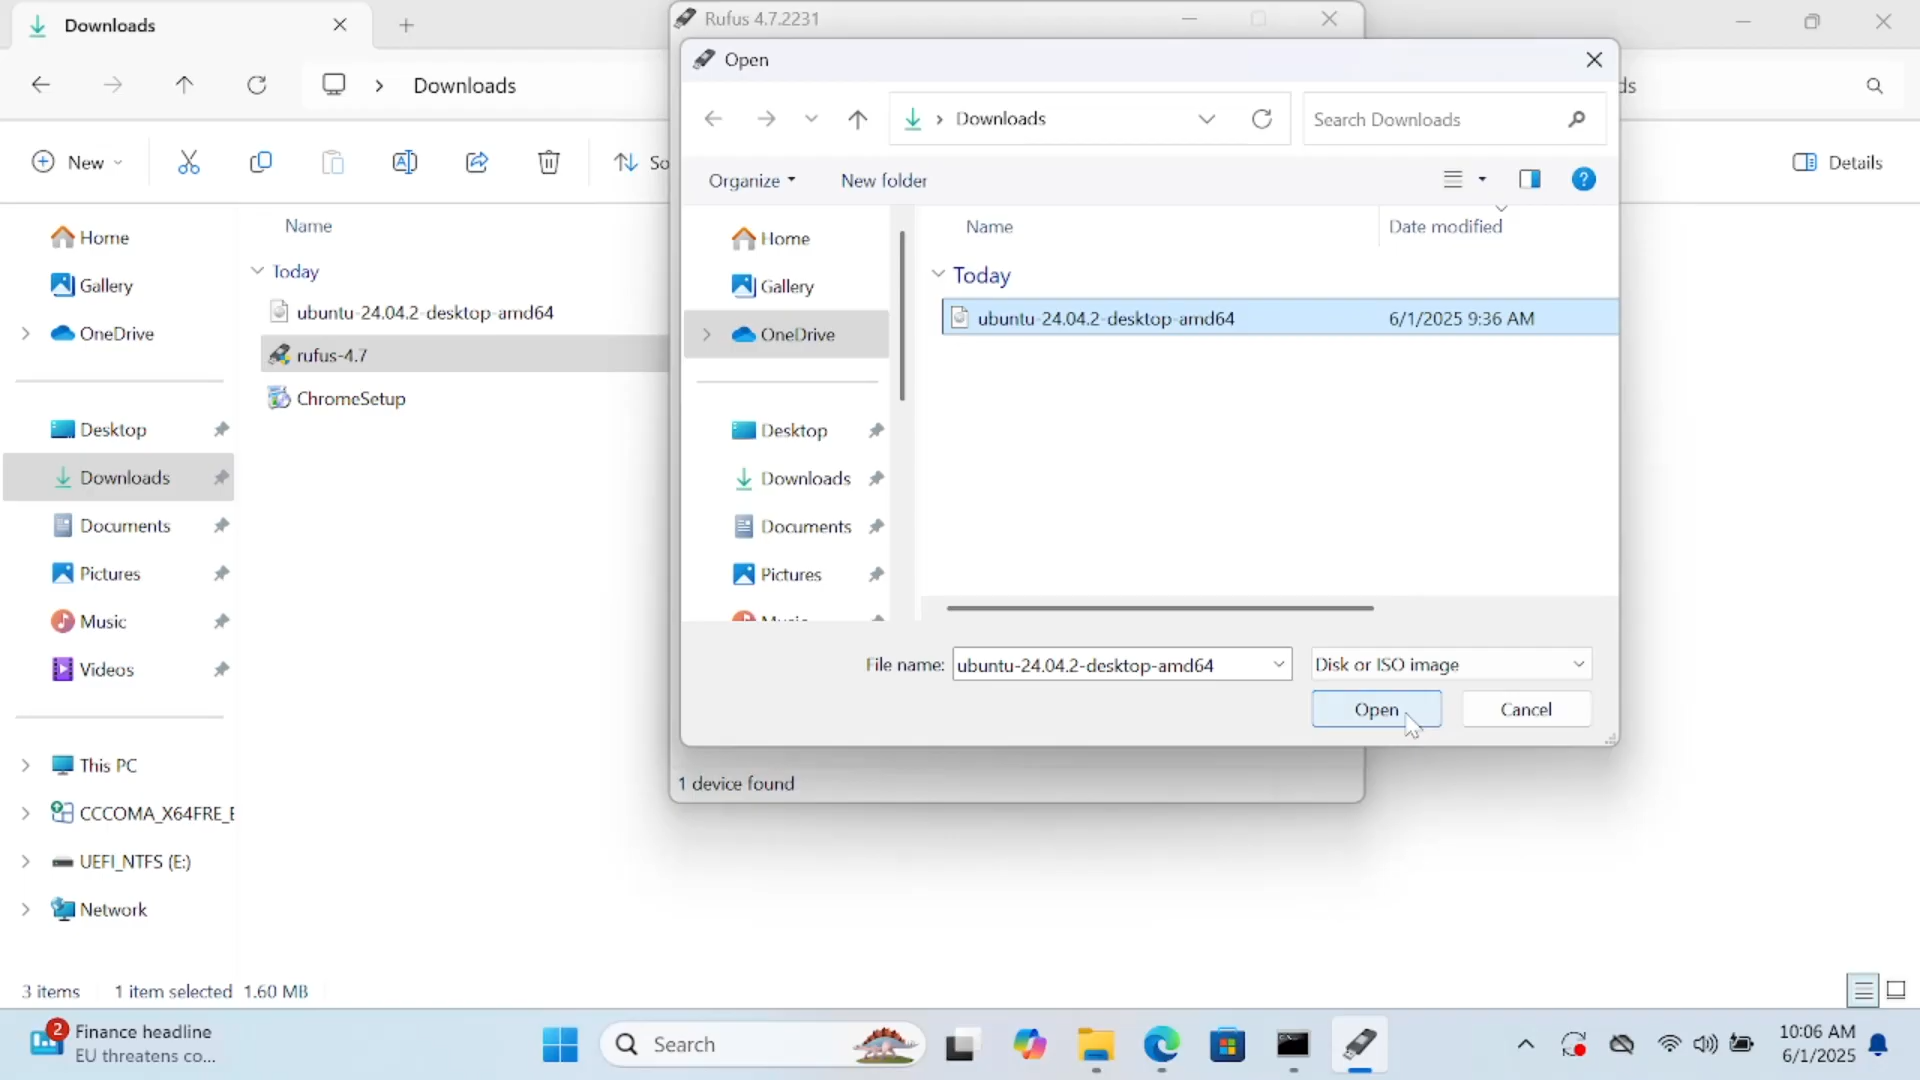 Downloads
Rufus 4.7.2231
Open
Downloads
Downloads
Search Downloads
New
Details
Organize
New folder
Home
Gallery
OneDrive
Desktop
Downloads
Documents
Pictures
Music
Videos
This PC
CCCOMA_X64FRE_E
UEFI_NTFS (E:)
Network
Name
Today
ubuntu-24.04.2-desktop-amd64
rufus-4.7
ChromeSetup
Home
Gallery
OneDrive
Desktop
Downloads
Documents
Pictures
Name
Date modified
Today
ubuntu-24.04.2-desktop-amd64
6/1/2025 9:36 AM
File name:
ubuntu-24.04.2-desktop-amd64
Disk or ISO image
Open
Cancel
1 device found
3 items
1 item selected 1.60 MB
2
Finance headline
EU threatens co...
Search
10:06 AM
6/1/2025